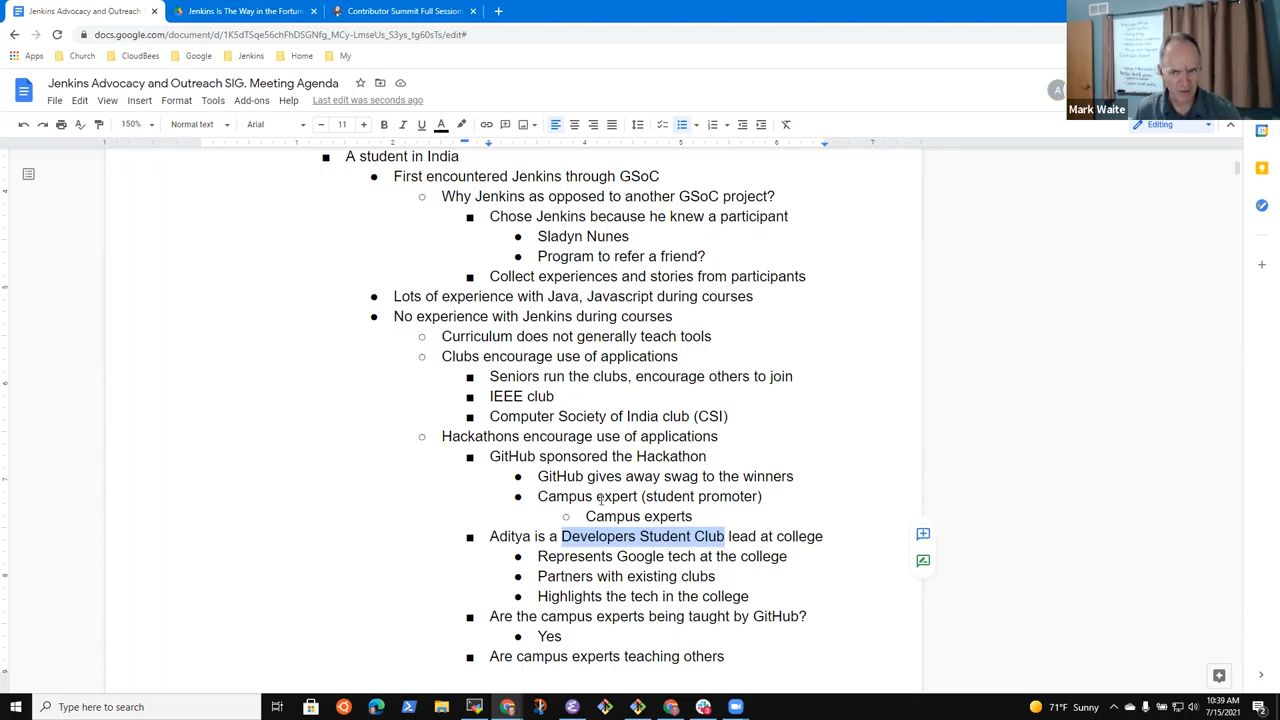 Jenkins Advocacy and Outreach S
Jenkins Is The Way in the Fortune
Contributor Summit Full Session
docs.google.com/document/d/1K5dTSqe56chFhDSGNfg_MCy-
Apps
Church
CloudBees
Google
Jenkins
Home
My
Jenkins Advocacy and Outreach SIG. Meeting Agenda
File
Edit
View
Insert
Format
Tools
Add-ons
Help
Last edit was seconds ago
A
Mark Waite
150%
Normal text
Arial
11
Editing
A student in India
First encountered Jenkins through GSoC
Why Jenkins as opposed to another GSoC project?
Chose Jenkins because he knew a participant
Sladyn Nunes
Program to refer a friend?
Collect experiences and stories from participants
Lots of experience with Java, Javascript during courses
No experience with Jenkins during courses
Curriculum does not generally teach tools
Clubs encourage use of applications
Seniors run the clubs, encourage others to join
IEEE club
Computer Society of India club (CSI)
Hackathons encourage use of applications
GitHub sponsored the Hackathon
GitHub gives away swag to the winners
Campus expert (student promoter)
Campus experts
Aditya is a Developers Student Club lead at college
Represents Google tech at the college
Partners with existing clubs
Highlights the tech in the college
Are the campus experts being taught by GitHub?
Yes
Are campus experts teaching others
Type here to search
71°F Sunny
10:39 AM
7/15/2021
2